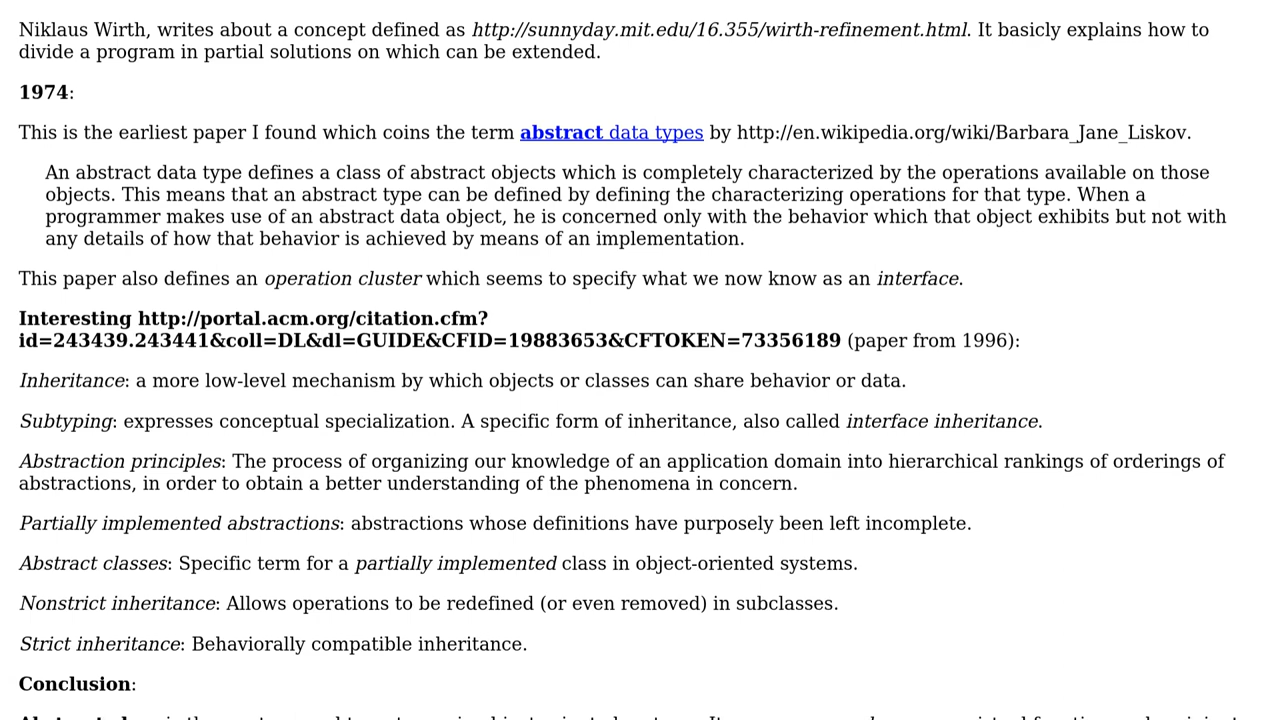 Niklaus Wirth, writes about a concept defined as http://sunnyday.mit.edu/16.355/wirth-refinement.html. It basicly explains how to
divide a program in partial solutions on which can be extended.
1974:
This is the earliest paper I found which coins the term abstract data types by http://en.wikipedia.org/wiki/Barbara_Jane_Liskov.
An abstract data type defines a class of abstract objects which is completely characterized by the operations available on those
objects. This means that an abstract type can be defined by defining the characterizing operations for that type. When a
programmer makes use of an abstract data object, he is concerned only with the behavior which that object exhibits but not with
any details of how that behavior is achieved by means of an implementation.
This paper also defines an operation cluster which seems to specify what we now know as an interface.
Interesting http://portal.acm.org/citation.cfm?
id=243439.243441&coll=DL&dl=GUIDE&CFID=19883653&CFTOKEN=73356189 (paper from 1996):
Inheritance: a more low-level mechanism by which objects or classes can share behavior or data.
Subtyping: expresses conceptual specialization. A specific form of inheritance, also called interface inheritance.
Abstraction principles: The process of organizing our knowledge of an application domain into hierarchical rankings of orderings of
abstractions, in order to obtain a better understanding of the phenomena in concern.
Partially implemented abstractions: abstractions whose definitions have purposely been left incomplete.
Abstract classes: Specific term for a partially implemented class in object-oriented systems.
Nonstrict inheritance: Allows operations to be redefined (or even removed) in subclasses.
Strict inheritance: Behaviorally compatible inheritance.
Conclusion: